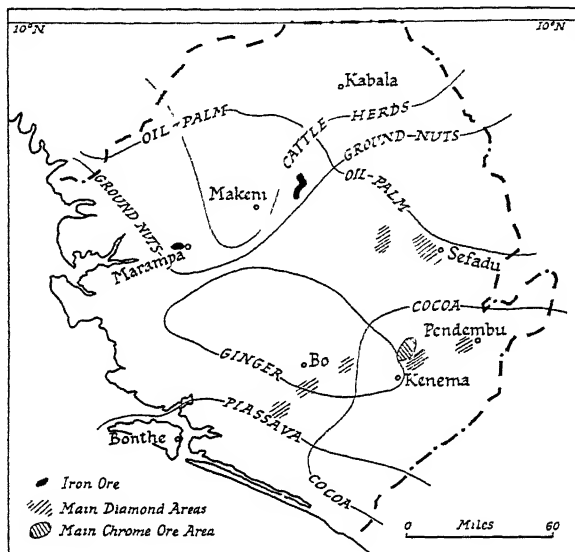 10°N
10°N
Kabala
OIL-PALM
CATTLE HERDS
GROUND-NUTS
GROUND NUTS
OIL-PALM
Makeni
Marampa
Sefadu
COCOA
Pendembu
GINGER
Bo
Kenema
PIASSAVA
Bonthe
COCOA
Iron Ore
Main Diamond Areas
Main Chrome Ore Area
0 Miles 60